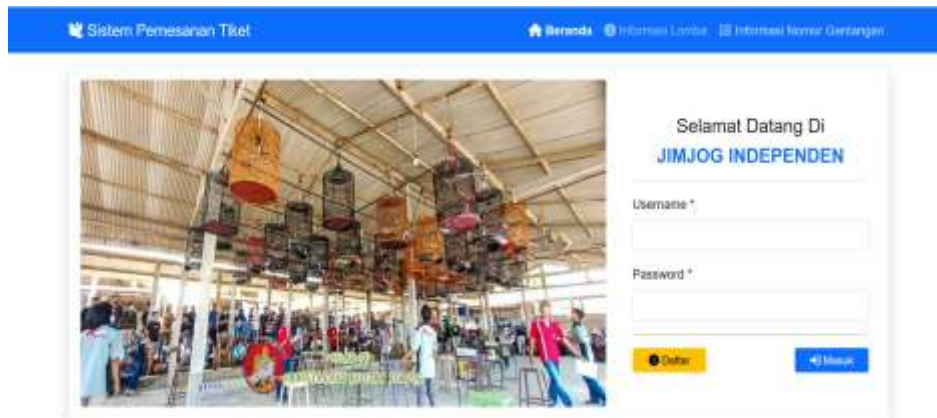 Sistem Pemesanan Tiket
Beranda Informasi Lomba Informasi Nomor Gantangan
Selamat Datang Di
JIMJOG INDEPENDEN
Username *
Password *
Daftar Masuk